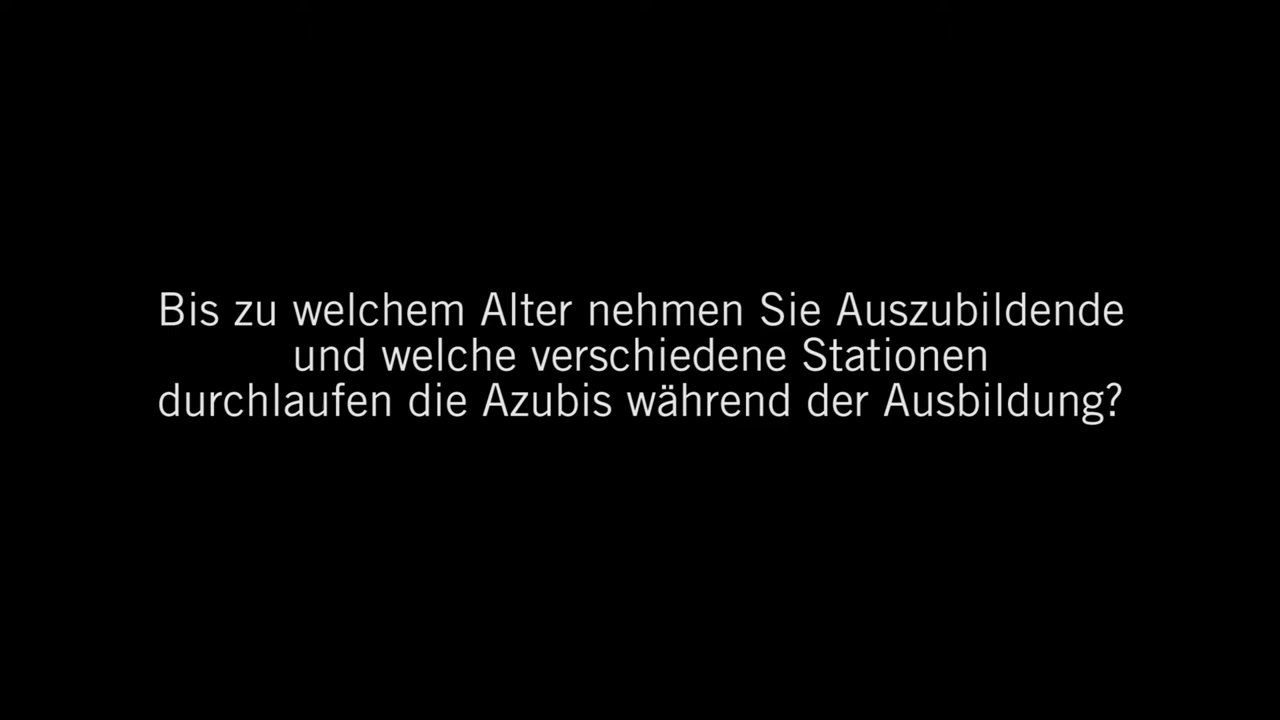 Bis zu welchem Alter nehmen Sie Auszubildende
und welche verschiedene Stationen
durchlaufen die Azubis während der Ausbildung?